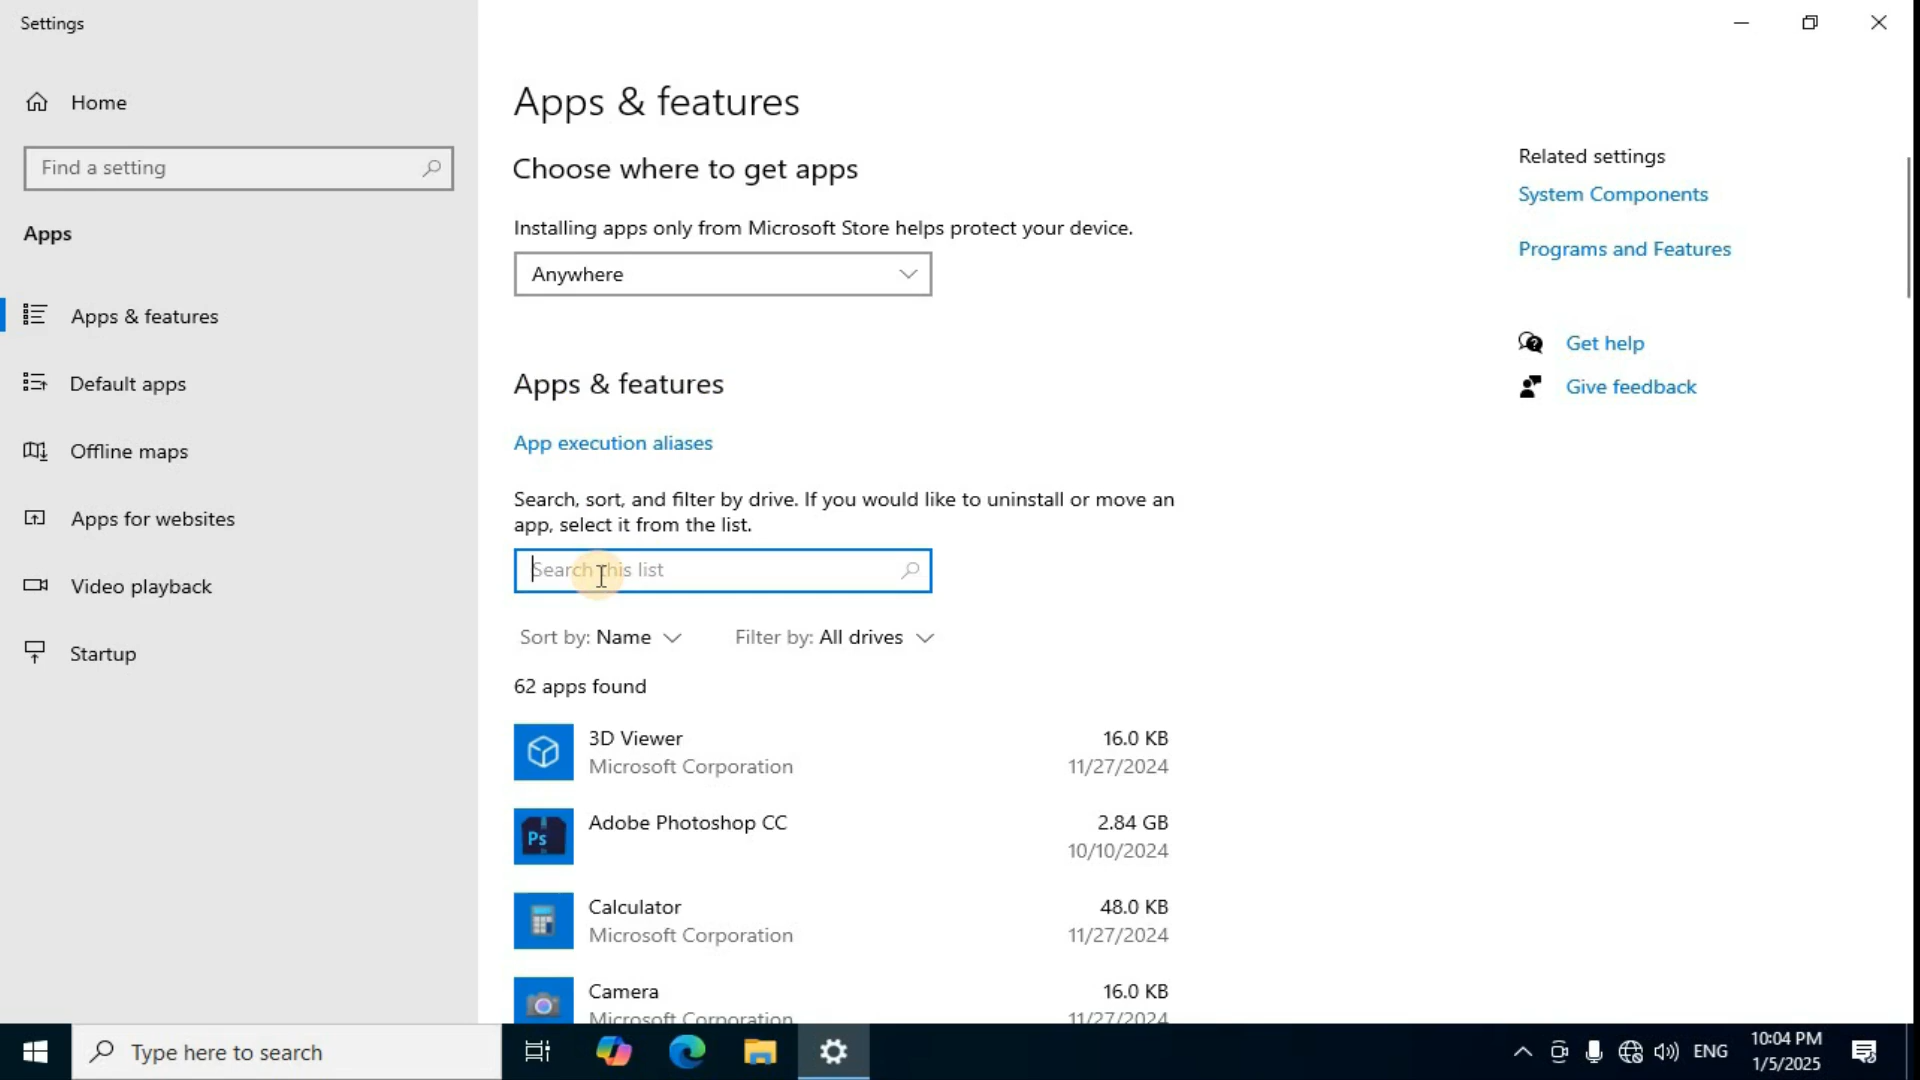 Settings
Home
Find a setting
Apps
Apps & features
Default apps
Offline maps
Apps for websites
Video playback
Startup
Apps & features
Choose where to get apps
Installing apps only from Microsoft Store helps protect your device.
Anywhere
Apps & features
App execution aliases
Search, sort, and filter by drive. If you would like to uninstall or move an
app, select it from the list.
Search this list
Sort by: Name Filter by: All drives
62 apps found
3D Viewer 16.0 KB
Microsoft Corporation 11/27/2024
Adobe Photoshop CC 2.84 GB
Ps
10/10/2024
Calculator 48.0 KB
Microsoft Corporation 11/27/2024
Camera 16.0 KB
Microsoft Corporation 11/27/2024
Related settings
System Components
Programs and Features
Get help
Give feedback
Type here to search
ENG
10:04 PM
1/5/2025